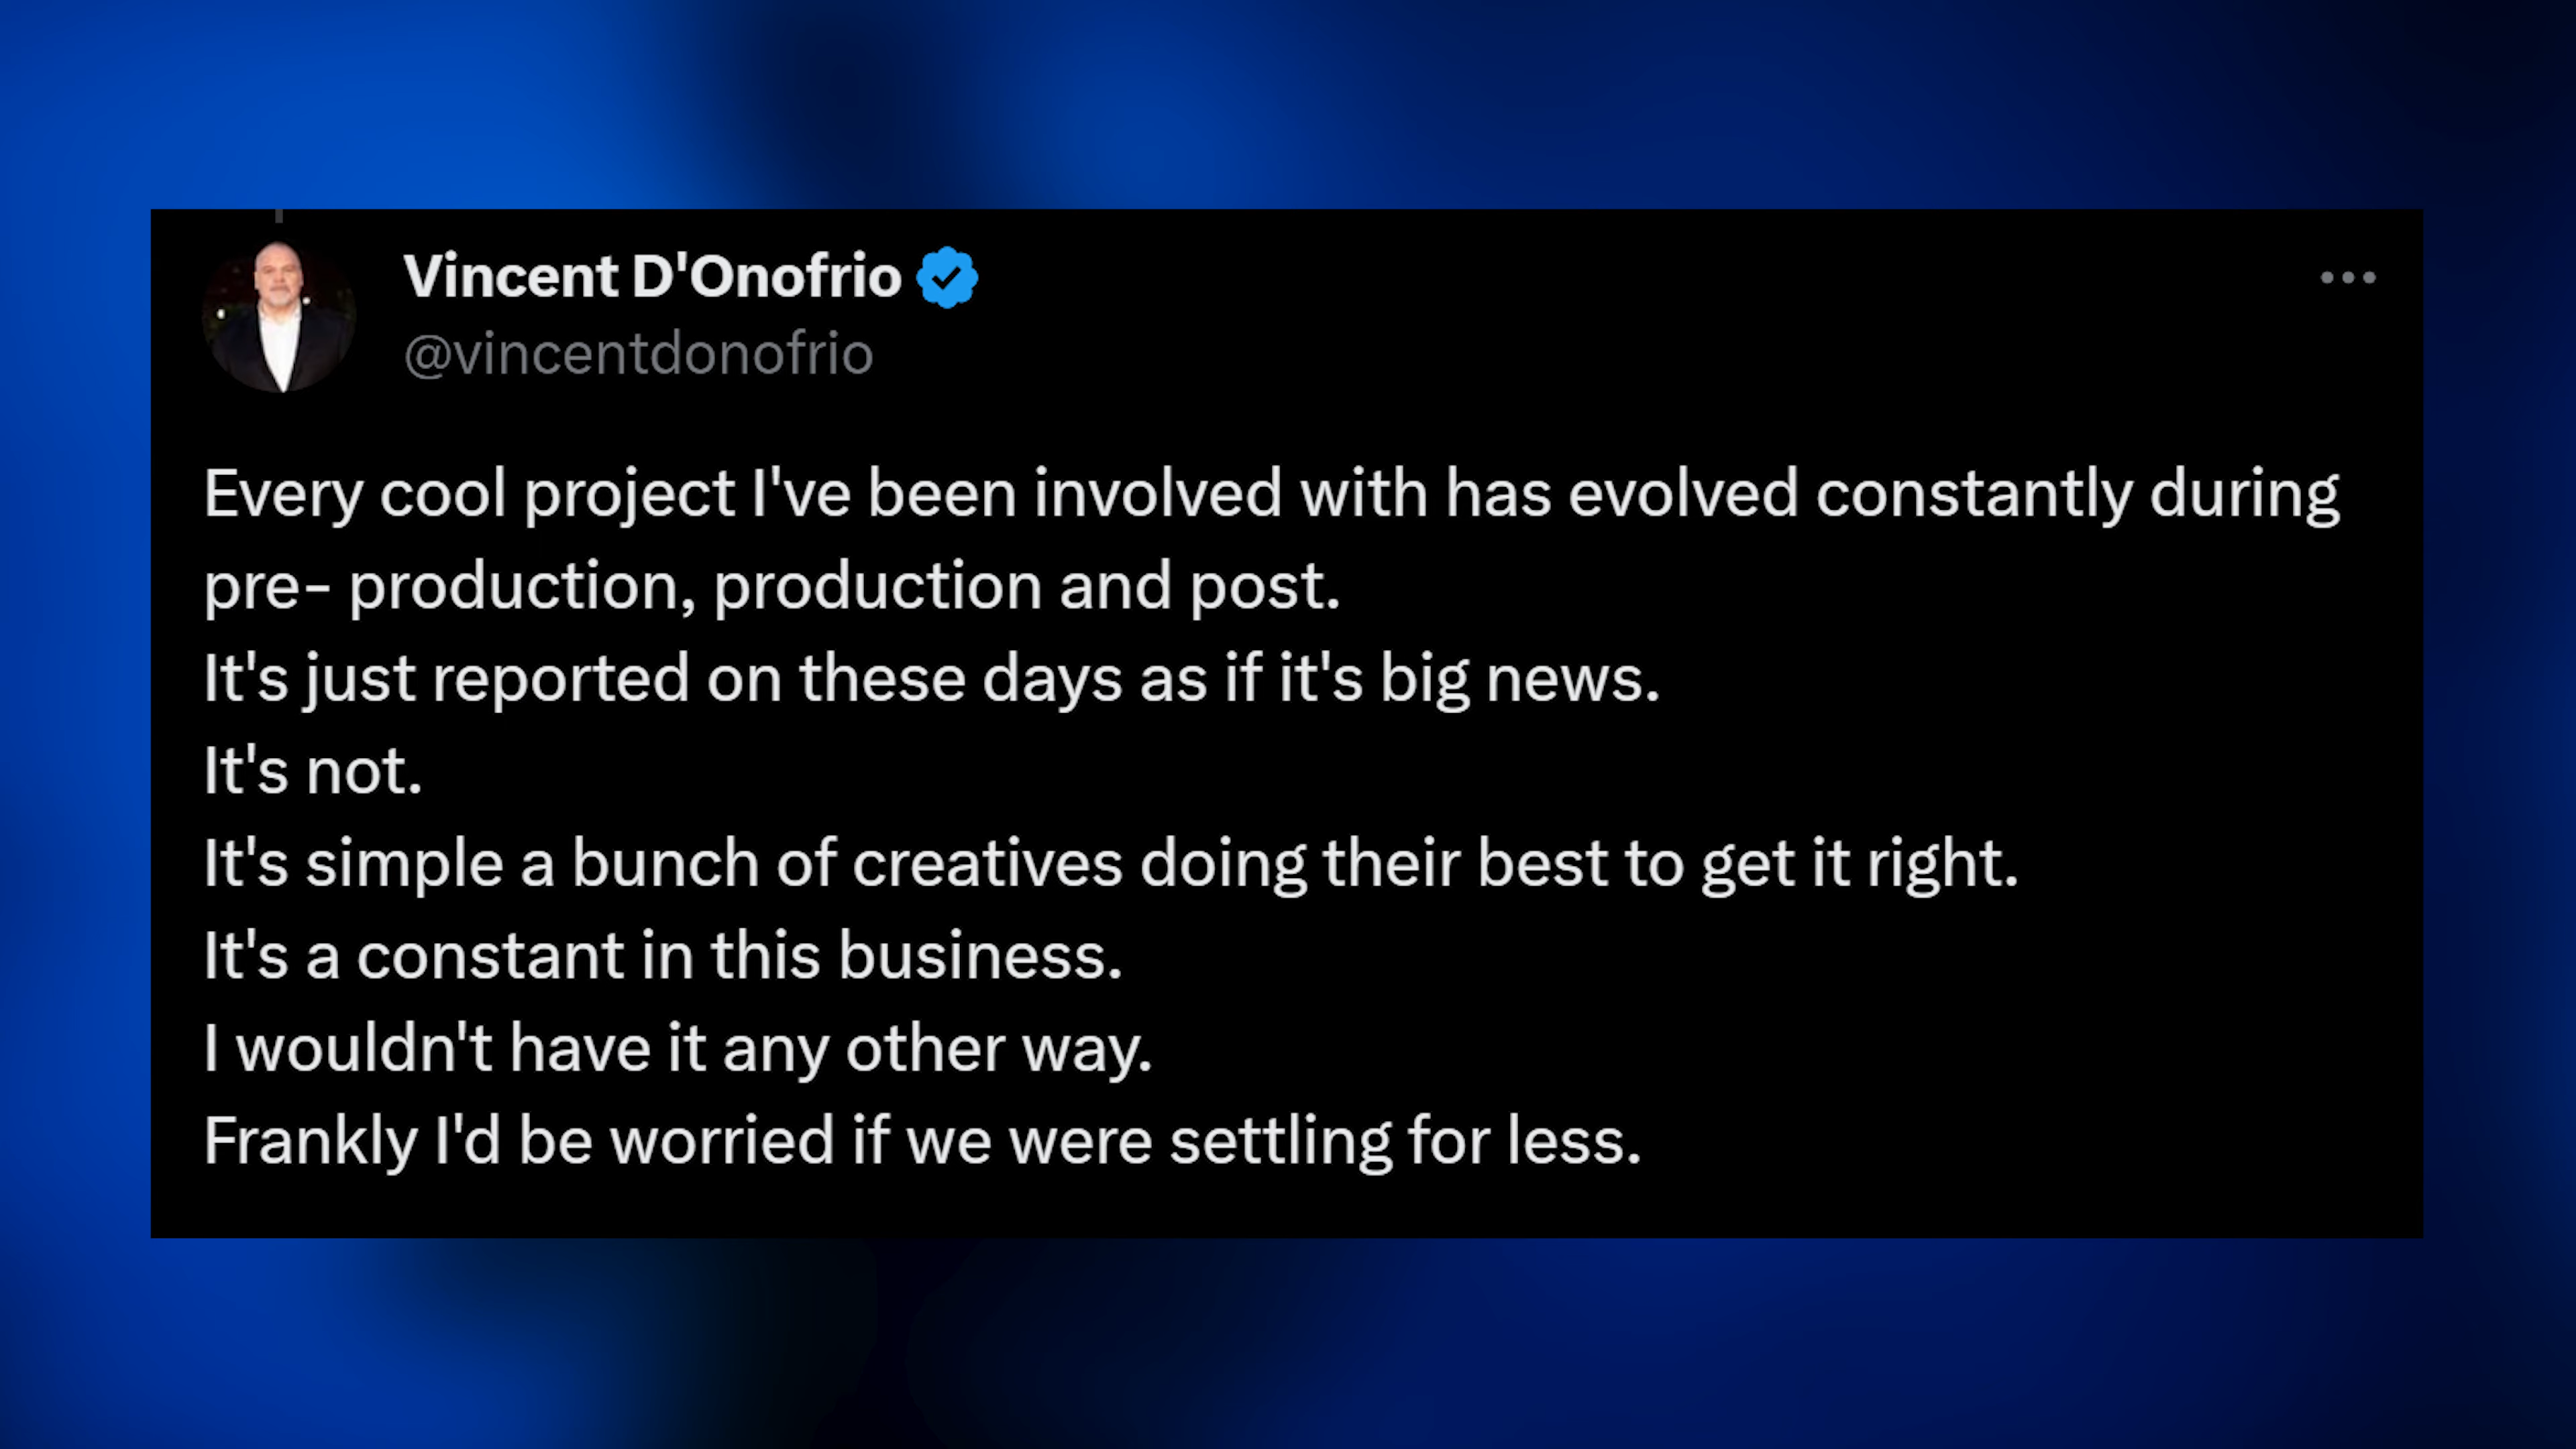 Vincent D'Onofrio
@vincentdonofrio
Every cool project I've been involved with has evolved constantly during
pre- production, production and post.
It's just reported on these days as if it's big news.
It's not.
It's simple a bunch of creatives doing their best to get it right.
It's a constant in this business.
I wouldn't have it any other way.
Frankly I'd be worried if we were settling for less.